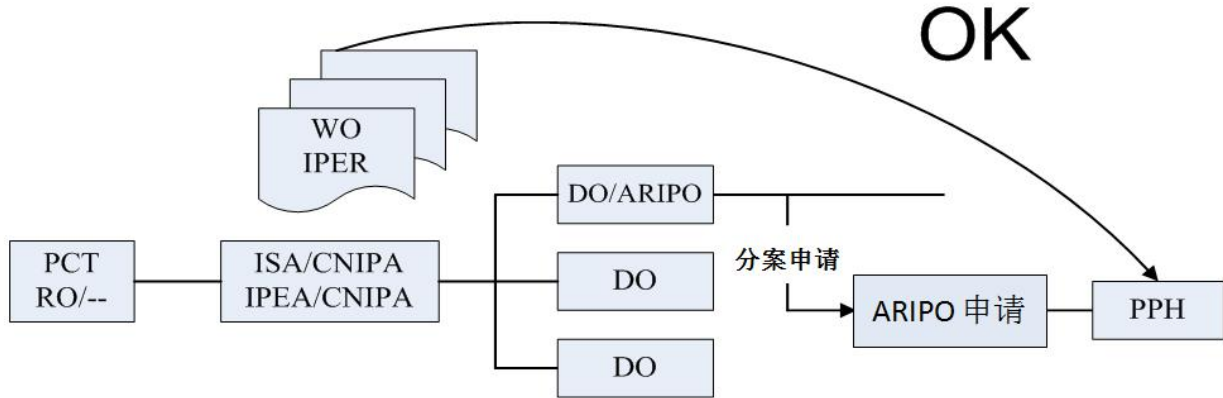 OK
WO
IPER
DO/ARIPO
分案申请
PCT
RO/--
ISA/CNIPA
IPEA/CNIPA
DO
ARIPO 申请
PPH
DO